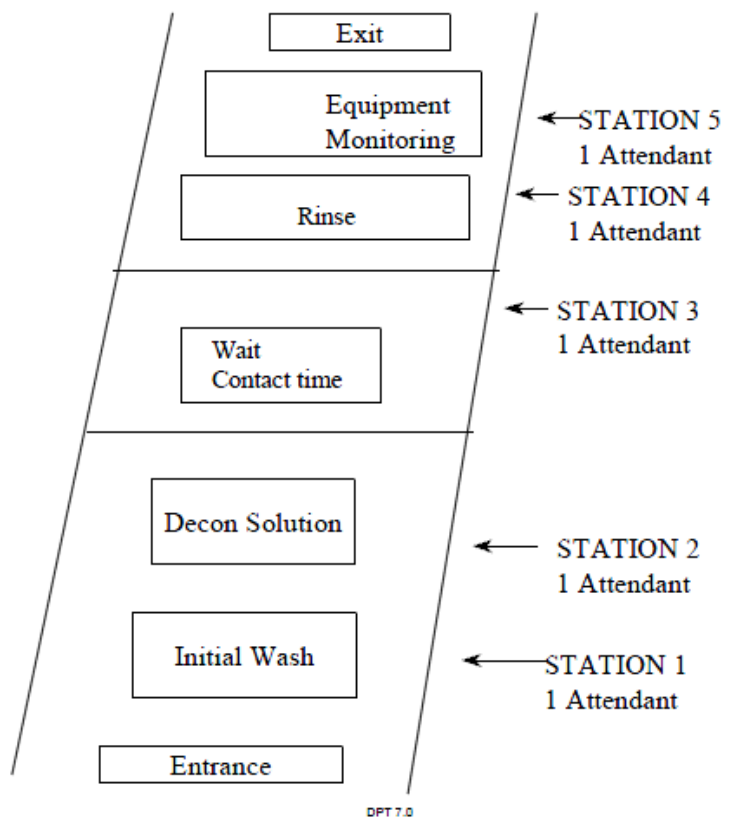 Exit
Equipment
Monitoring
STATION 5
1 Attendant
Rinse
STATION 4
1 Attendant
STATION 3
1 Attendant
Wait
Contact time
Decon Solution
STATION 2
1 Attendant
Initial Wash
STATION 1
1 Attendant
Entrance
DPT 7.0